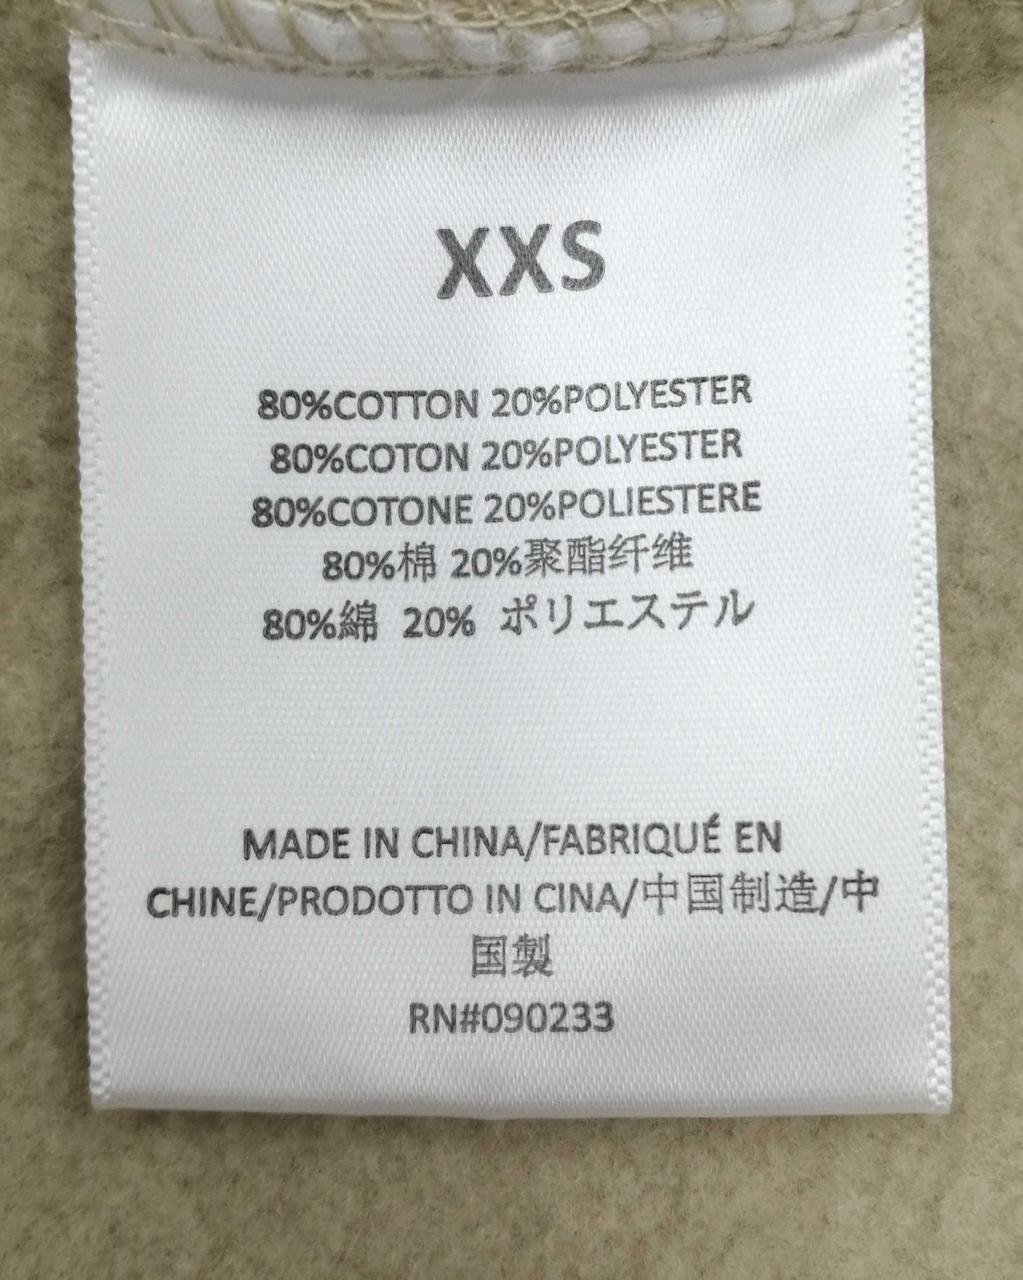 XXS
80%COTTON 20%POLYESTER
80%COTON 20%POLYESTER
80%COTONE 20%POLIESTERE
80%棉 20%聚酯纤维
80%綿 20% ポリエステル
MADE IN CHINA/FABRIQUÉ EN
CHINE/PRODOTTO IN CINA/中国制造/中
国製
RN#090233